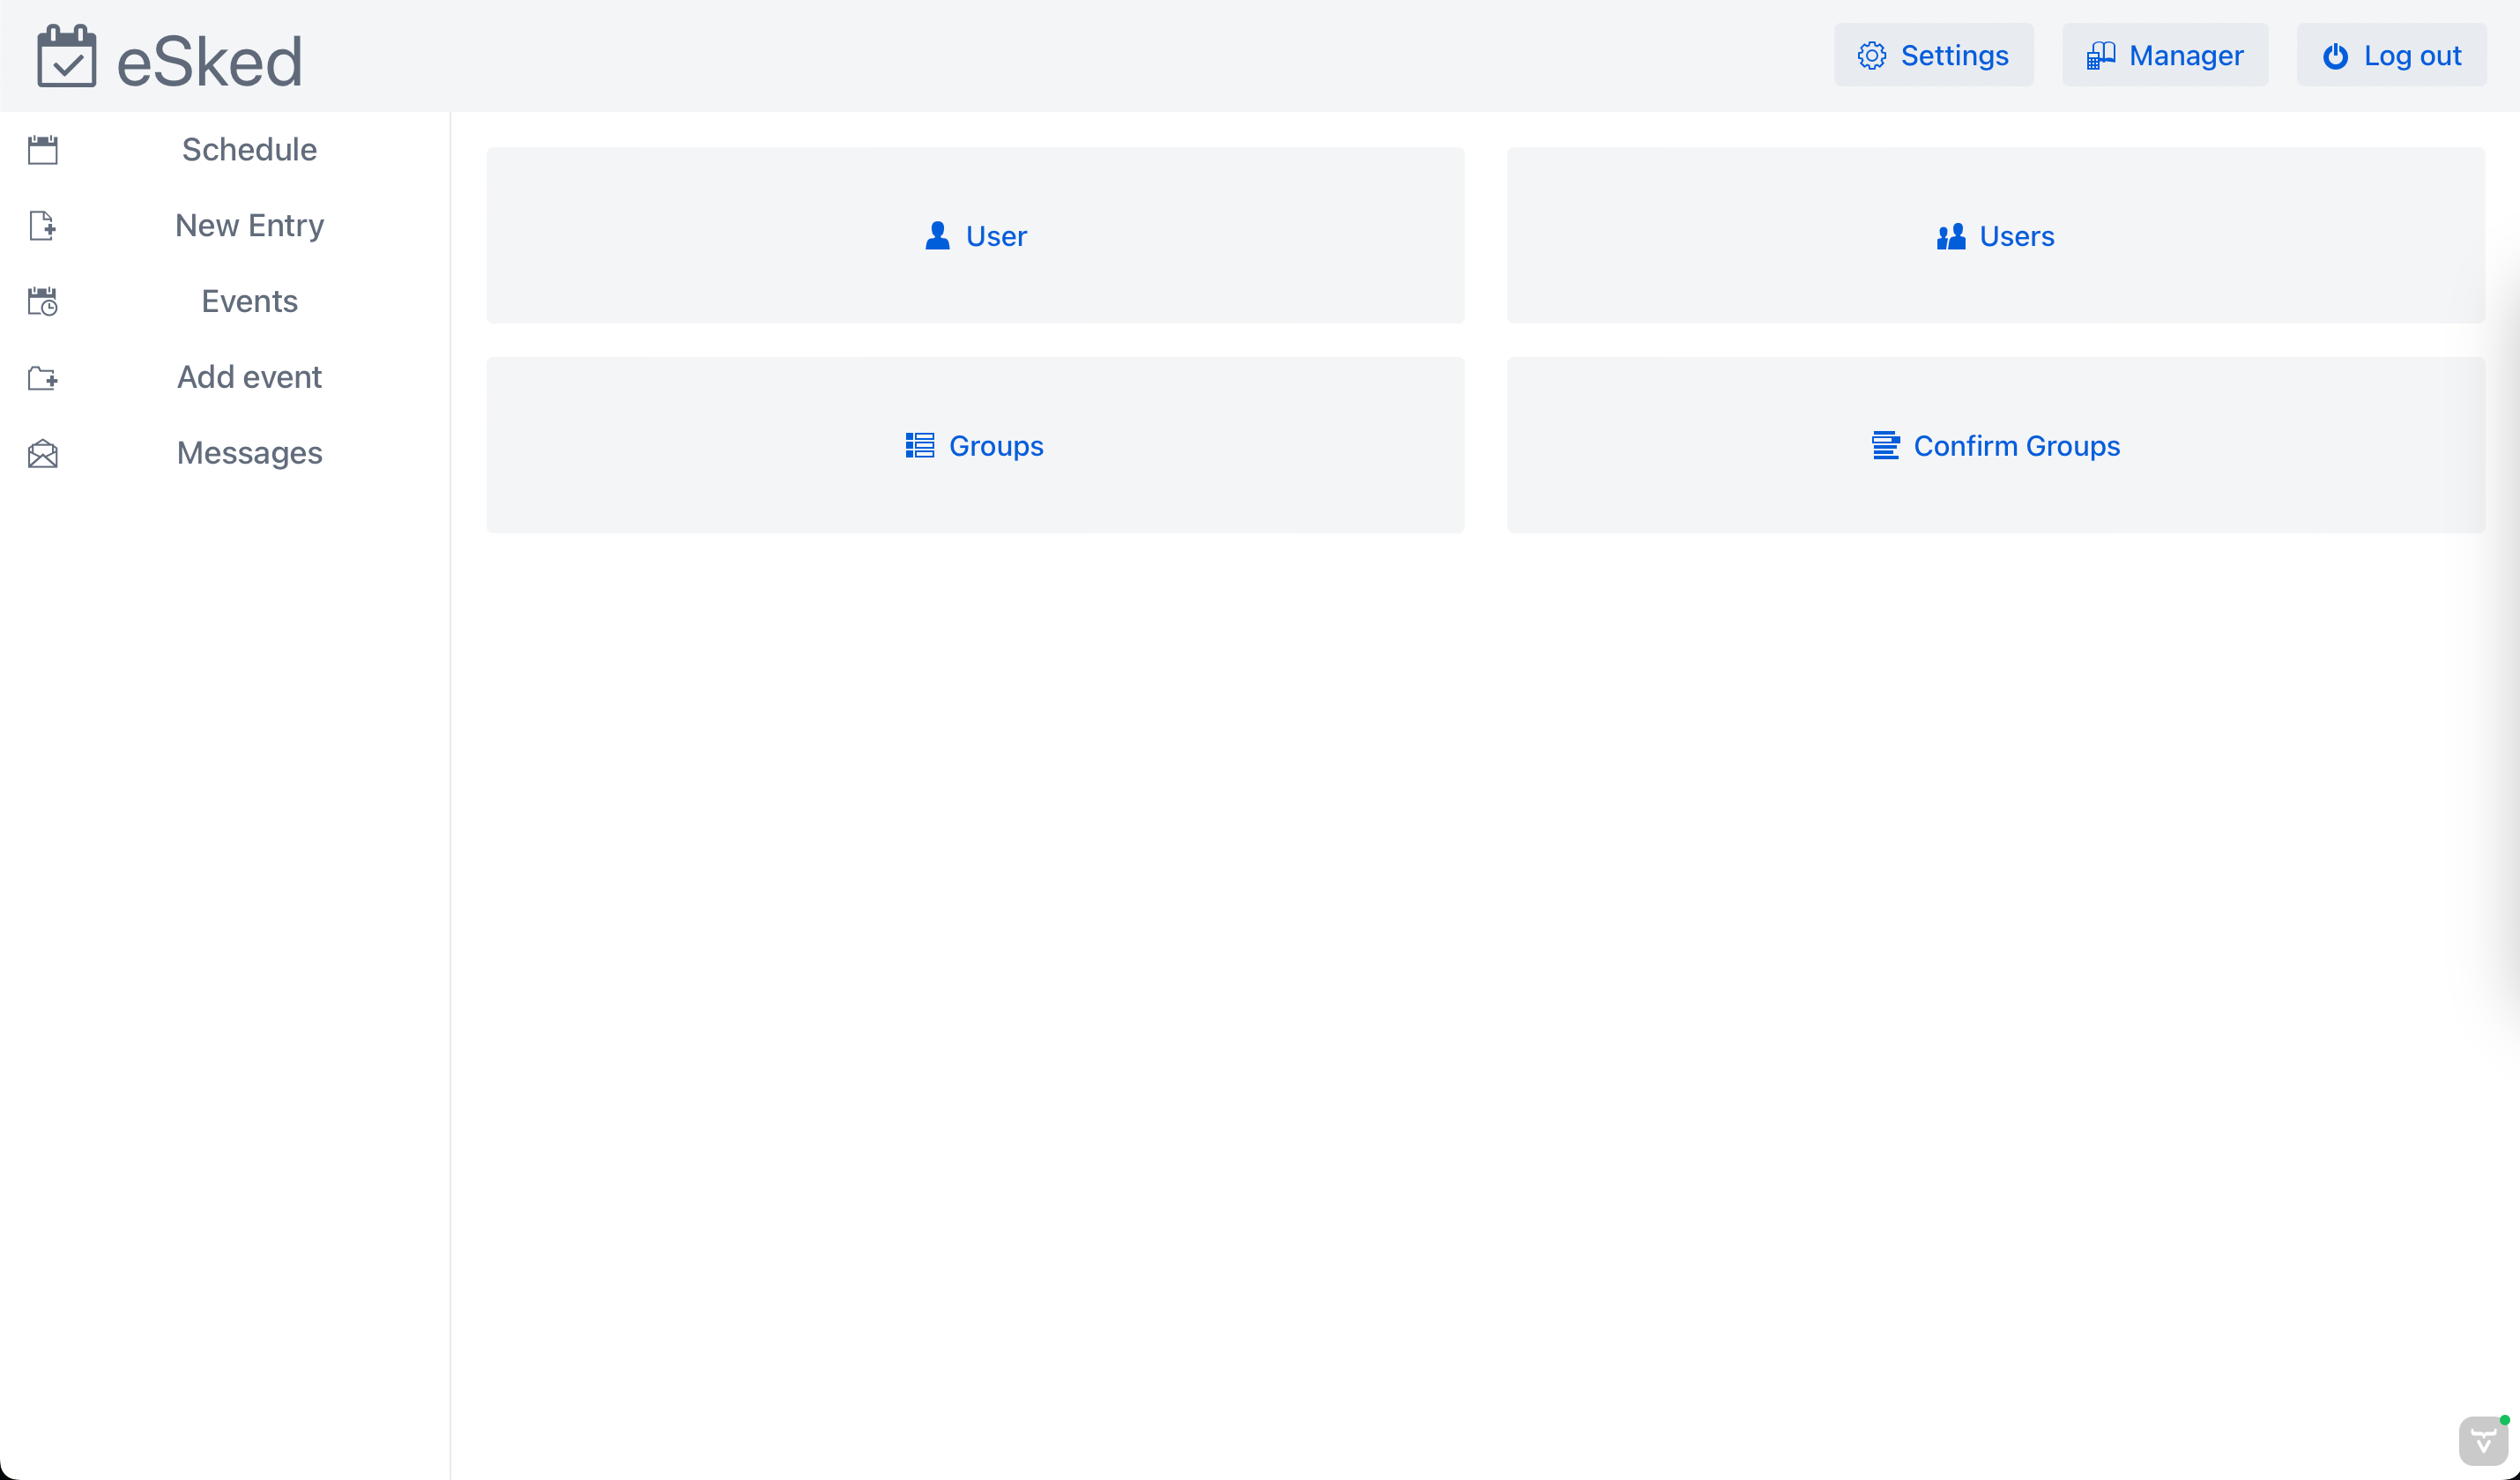 eSked
Settings
Manager
Log out
Schedule
New Entry
Events
Add event
Messages
User
Users
Groups
Confirm Groups